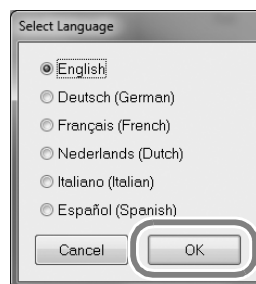 Select Language
English
Deutsch (German)
Français (French)
Nederlands (Dutch)
Italiano (Italian)
Español (Spanish)
Cancel OK